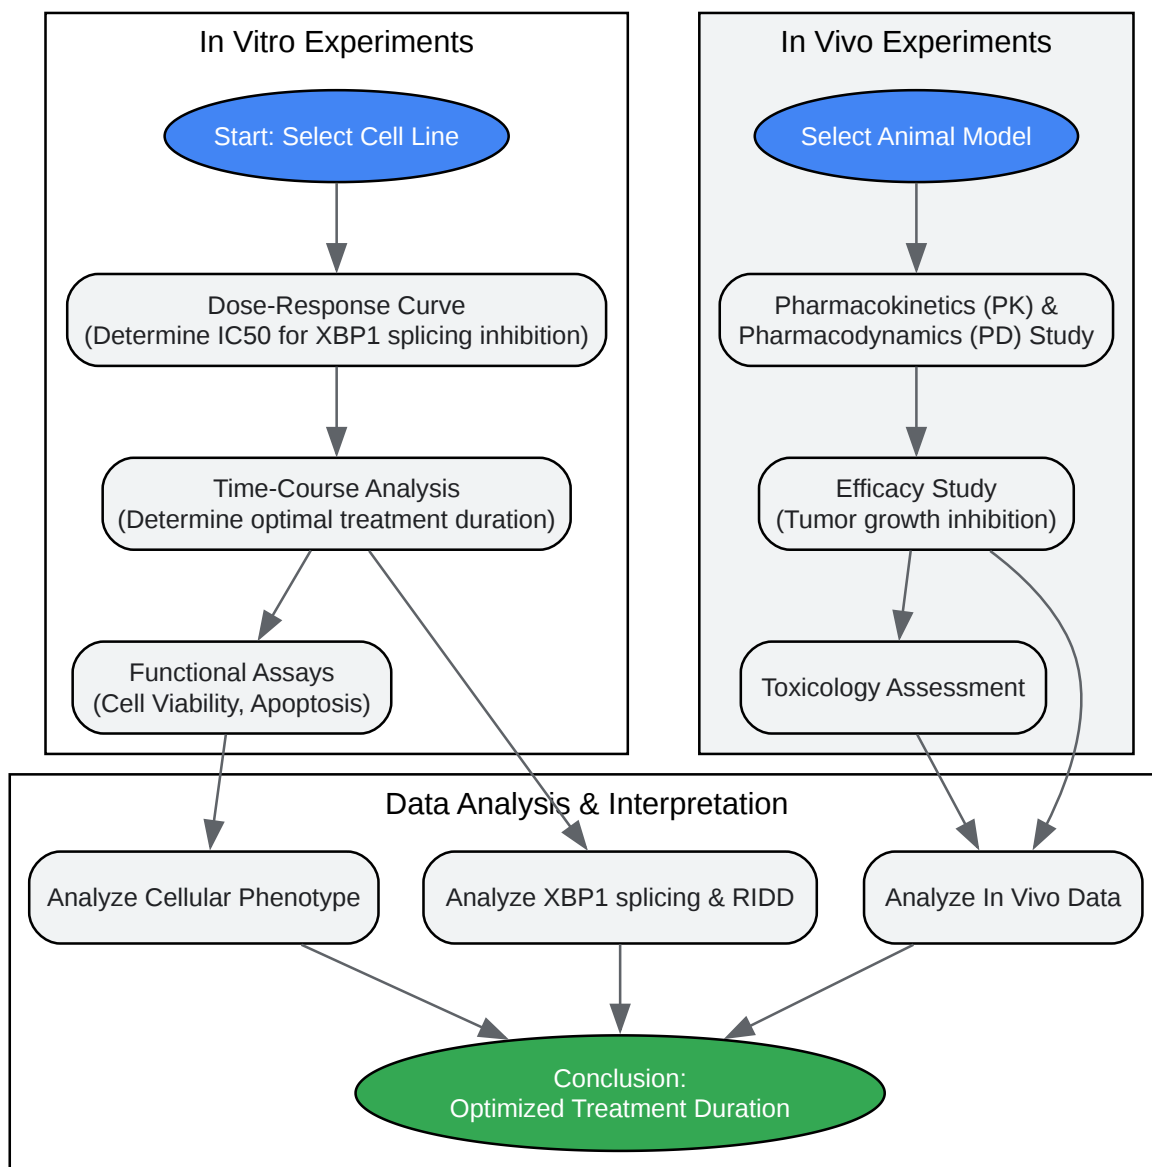 In Vitro Experiments
Start: Select Cell Line
Dose-Response Curve
(Determine IC50 for XBP1 splicing inhibition)
Time-Course Analysis
(Determine optimal treatment duration)
Functional Assays
(Cell Viability, Apoptosis)
In Vivo Experiments
Select Animal Model
Pharmacokinetics (PK) &
Pharmacodynamics (PD) Study
Efficacy Study
(Tumor growth inhibition)
Toxicology Assessment
Data Analysis & Interpretation
Analyze Cellular Phenotype
Analyze XBP1 splicing & RIDD
Analyze In Vivo Data
Conclusion:
Optimized Treatment Duration